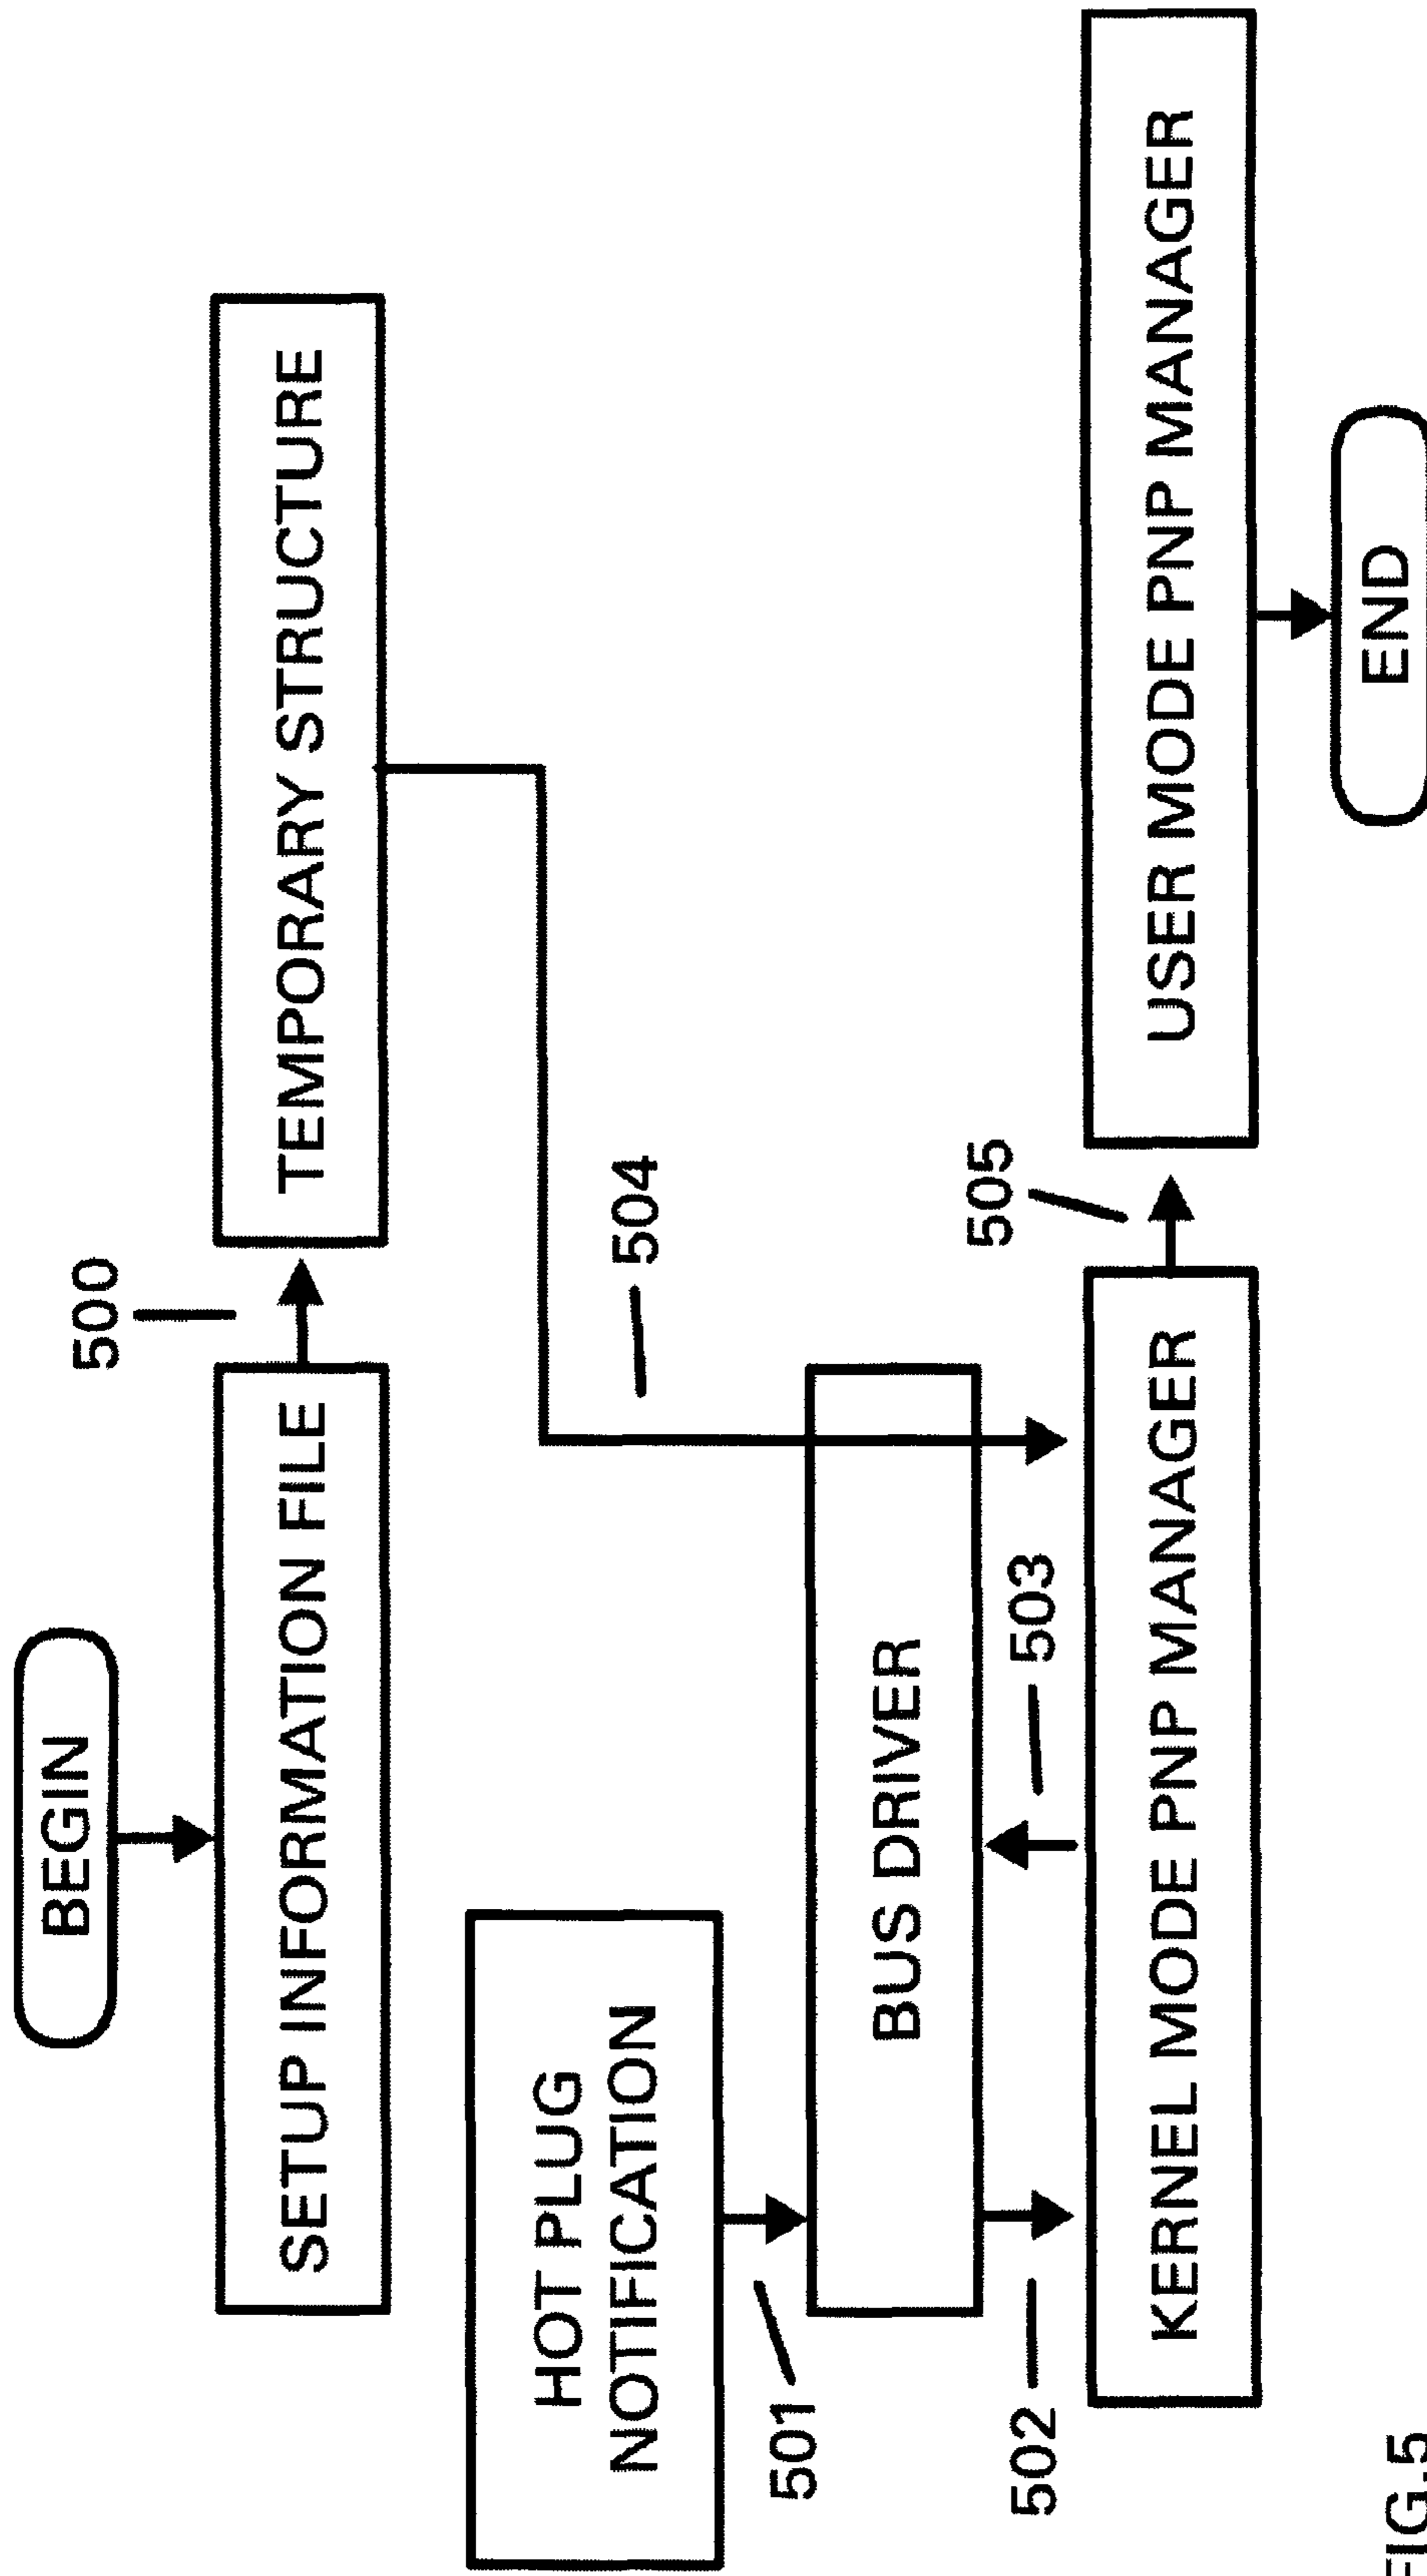 BEGIN
500
SETUP INFORMATION FILE
TEMPORARY STRUCTURE
HOT PLUG
NOTIFICATION
504
501
BUS DRIVER
502
503
505
KERNEL MODE PNP MANAGER
USER MODE PNP MANAGER
END
FIG.5